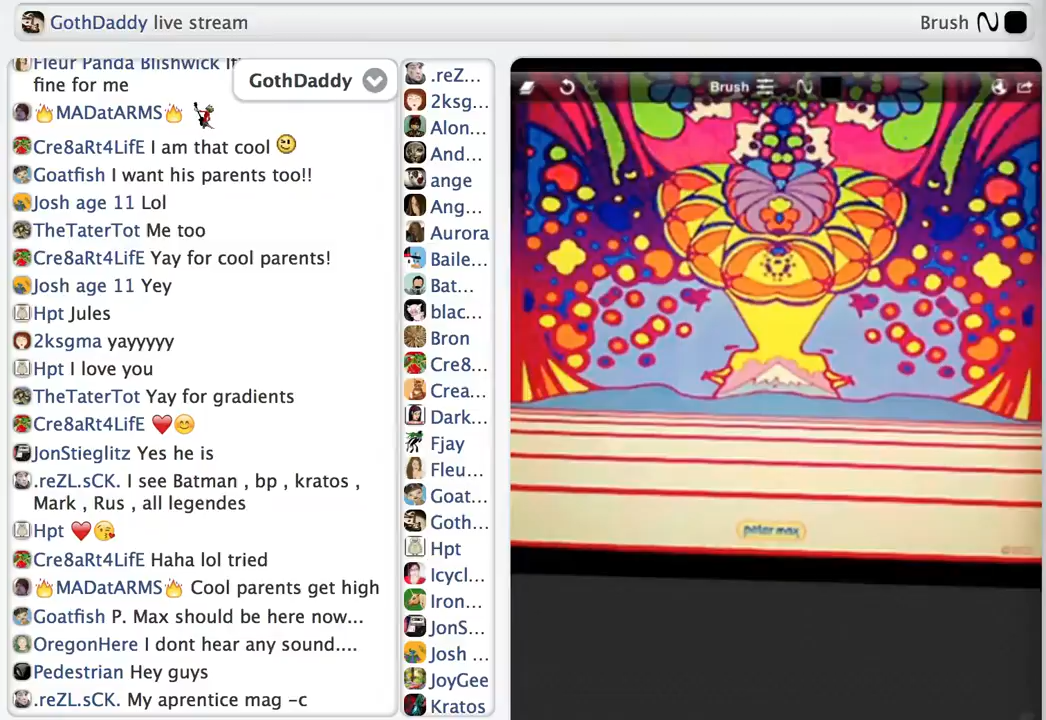 GothDaddy live stream
Brush
Fleur Panda Blishwick It'
fine for me
GothDaddy
🔥MADatARMS🔥
Cre8aRt4LifE I am that cool 😉
Goatfish I want his parents too!!
Josh age 11 Lol
TheTaterTot Me too
Cre8aRt4LifE Yay for cool parents!
Josh age 11 Yey
Hpt Jules
2ksgma yayyyyy
Hpt I love you
TheTaterTot Yay for gradients
Cre8aRt4LifE ❤️😊
JonStieglitz Yes he is
.reZL.sCK. I see Batman , bp , kratos ,
Mark , Rus , all legendes
Hpt ❤️😘
Cre8aRt4LifE Haha lol tried
🔥MADatARMS🔥 Cool parents get high
Goatfish P. Max should be here now...
OregonHere I dont hear any sound....
Pedestrian Hey guys
.reZL.sCK. My aprentice mag -c
.reZ...
2ksg...
Alon...
And...
ange
Ang...
Aurora
Baile...
Bat...
blac...
Bron
Cre8...
Crea...
Dark...
Fjay
Fleu...
Goat...
Goth...
Hpt
Icycl...
Iron...
JonS...
Josh ...
JoyGee
Kratos
Brush
peter max